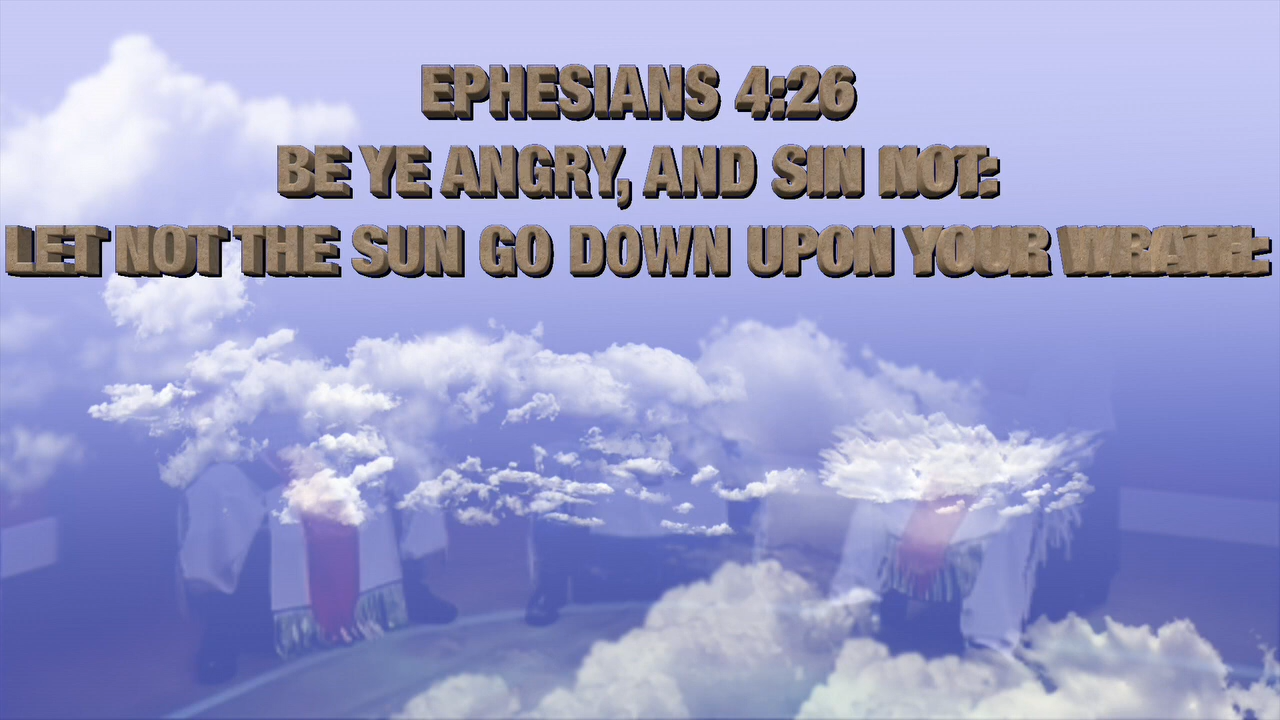 EPHESIANS 4:26
BE YE ANGRY, AND SIN NOT:
LET NOT THE SUN GO DOWN UPON YOUR WRATH: